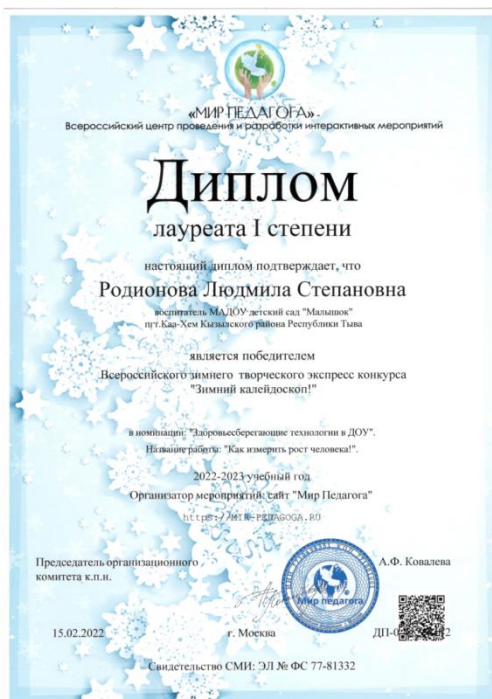 «МИР ПЕДАГОГА» -
Всероссийский центр проведения и разработки интерактивных мероприятий
Диплом
лауреата I степени
настоящий диплом подтверждает, что
Родионова Людмила Степановна
воспитатель МАДОУ детский сад "Малышок"
пгт.Каа-Хем Кызылского района Республики Тыва
является победителем
Всероссийского зимнего творческого экспресс конкурса
"Зимний калейдоскоп!"
в номинации: "Здоровьесберегающие технологии в ДОУ".
Название работы: "Как измерить рост человека!".
2022-2023 учебный год
Организатор мероприятий: сайт "Мир Педагога"
https://MIR-PEDAGOGA.RU
Председатель организационного
комитета к.п.н.
А.Ф. Ковалева
Мир педагога
15.02.2022
г. Москва
Свидетельство СМИ: ЭЛ № ФС 77-81332